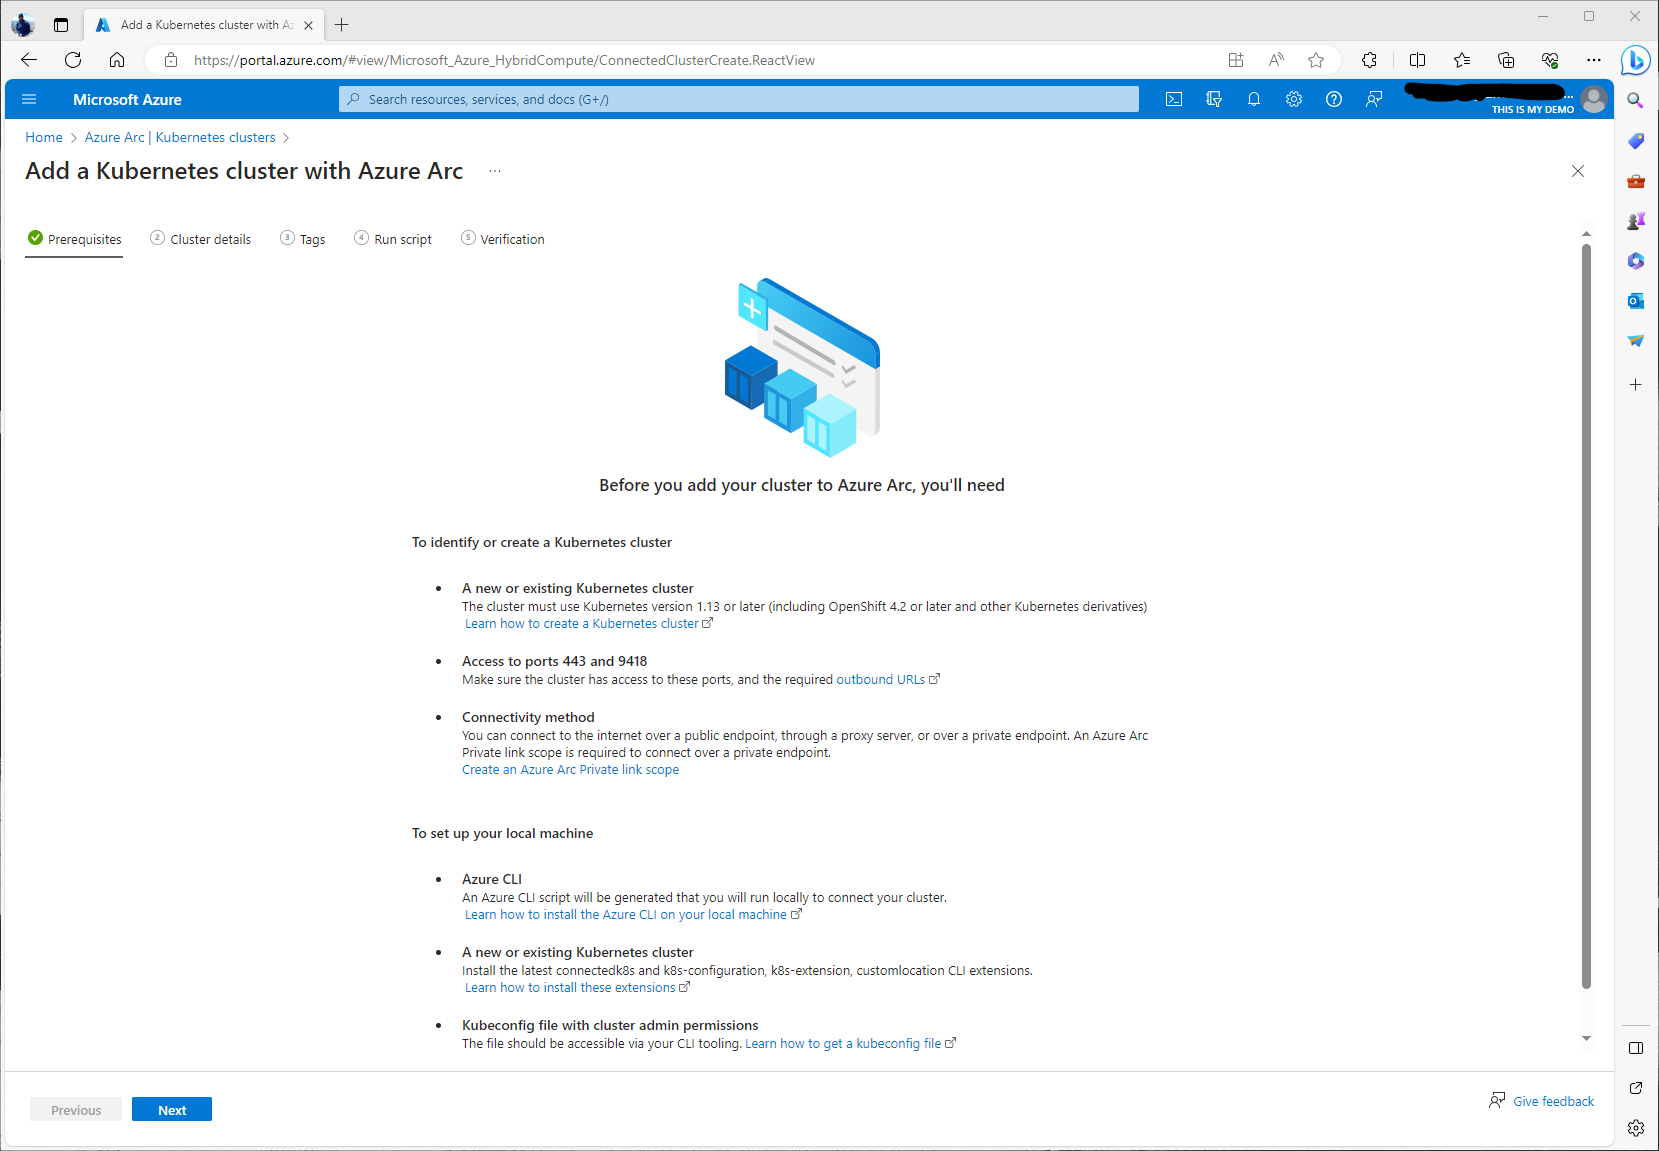 Add a Kubernetes cluster with Az
https://portal.azure.com/#view/Microsoft_Azure_HybridCompute/ConnectedClusterCreate.ReactView
Microsoft Azure
Search resources, services, and docs (G+/)
THIS IS MY DEMO
Home > Azure Arc | Kubernetes clusters >
Add a Kubernetes cluster with Azure Arc ...
Prerequisites
2 Cluster details
3 Tags
4 Run script
5 Verification
Before you add your cluster to Azure Arc, you'll need
To identify or create a Kubernetes cluster
• A new or existing Kubernetes cluster
The cluster must use Kubernetes version 1.13 or later (including OpenShift 4.2 or later and other Kubernetes derivatives)
Learn how to create a Kubernetes cluster
• Access to ports 443 and 9418
Make sure the cluster has access to these ports, and the required outbound URLs
• Connectivity method
You can connect to the internet over a public endpoint, through a proxy server, or over a private endpoint. An Azure Arc
Private link scope is required to connect over a private endpoint.
Create an Azure Arc Private link scope
To set up your local machine
• Azure CLI
An Azure CLI script will be generated that you will run locally to connect your cluster.
Learn how to install the Azure CLI on your local machine
• A new or existing Kubernetes cluster
Install the latest connectedk8s and k8s-configuration, k8s-extension, customlocation CLI extensions.
Learn how to install these extensions
• Kubeconfig file with cluster admin permissions
The file should be accessible via your CLI tooling. Learn how to get a kubeconfig file
Previous
Next
Give feedback